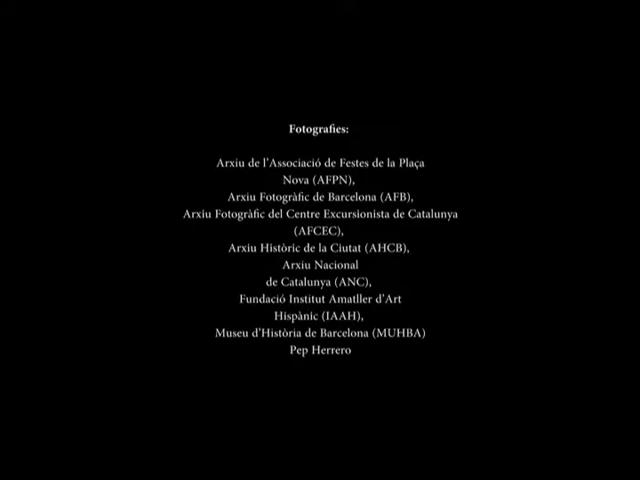 Fotografies:
Arxiu de l'Associació de Festes de la Plaça
Nova (AFPN),
Arxiu Fotogràfic de Barcelona (AFB),
Arxiu Fotogràfic del Centre Excursionista de Catalunya
(AFCEC),
Arxiu Històric de la Ciutat (AHCB),
Arxiu Nacional
de Catalunya (ANC),
Fundació Institut Amatller d'Art
Hispànic (IAAH),
Museu d'Història de Barcelona (MUHBA)
Pep Herrero